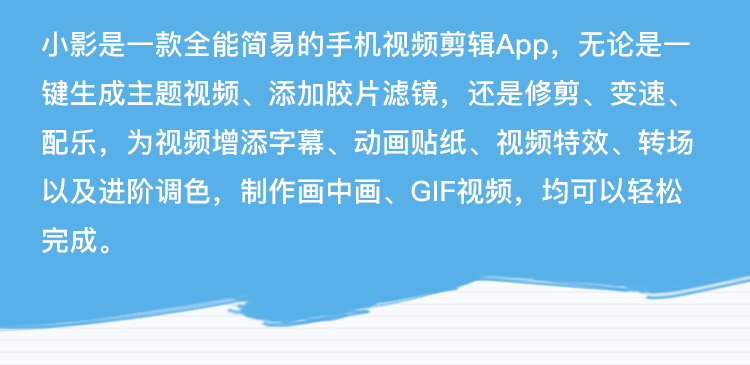 小影是一款全能简易的手机视频剪辑App，无论是一
键生成主题视频、添加胶片滤镜，还是修剪、变速、
配乐，为视频增添字幕、动画贴纸、视频特效、转场
以及进阶调色，制作画中画、GIF视频，均可以轻松
完成。